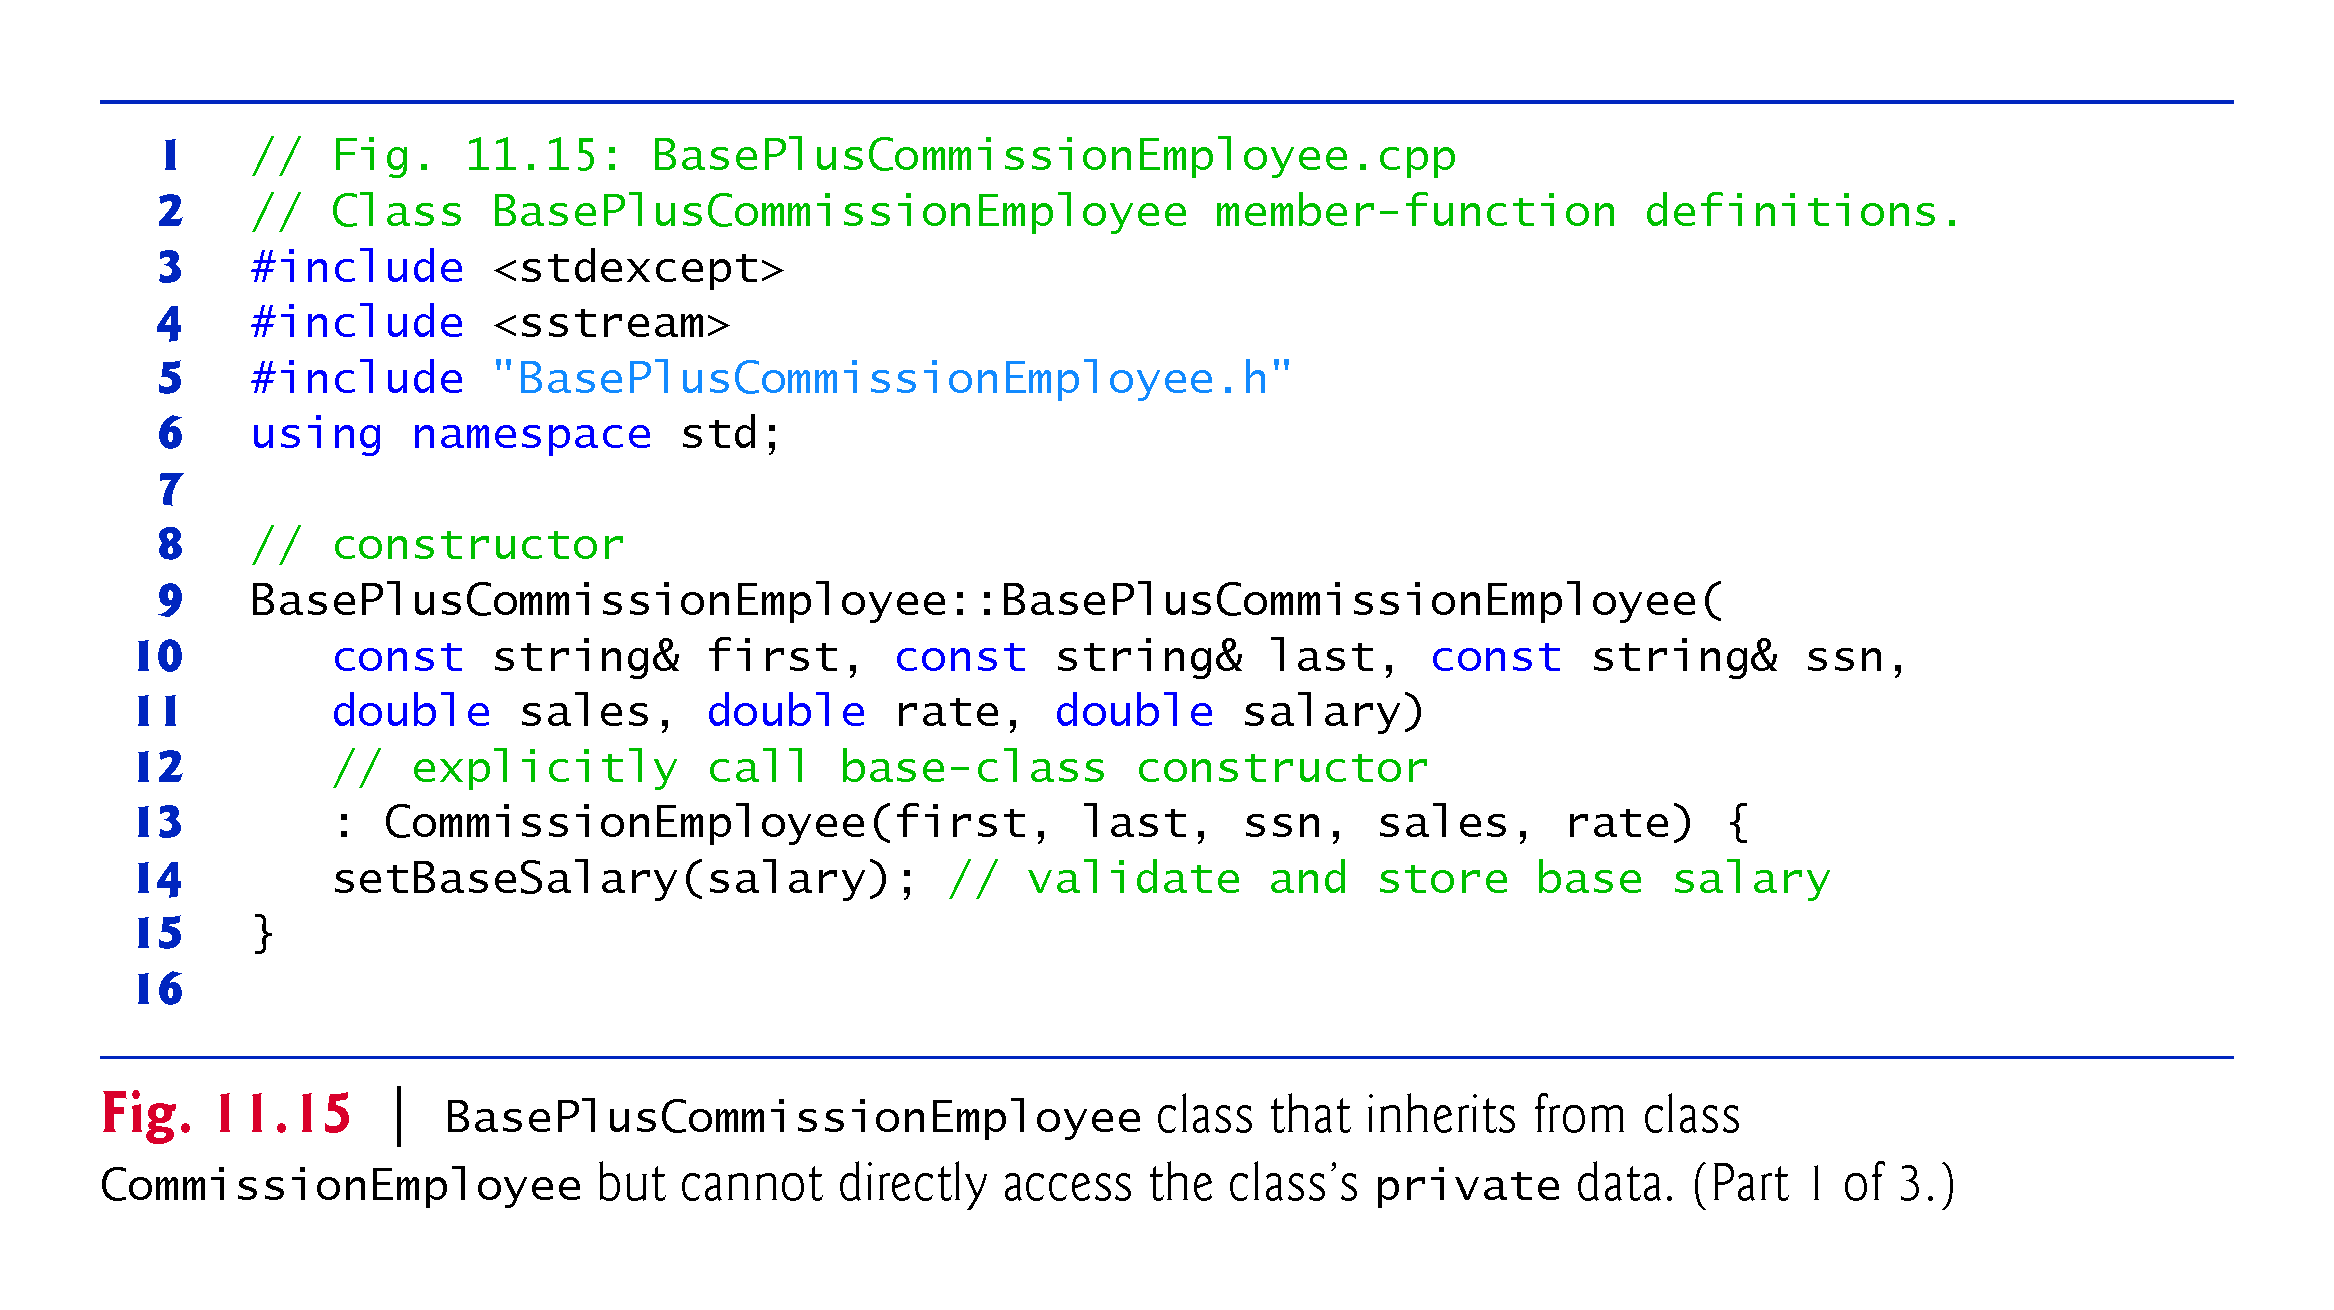 1 // Fig. 11.15: BasePlusCommissionEmployee.cpp
2 // Class BasePlusCommissionEmployee member-function definitions.
3 #include <stdexcept>
4 #include <sstream>
5 #include "BasePlusCommissionEmployee.h"
6 using namespace std;
7
8 // constructor
9 BasePlusCommissionEmployee::BasePlusCommissionEmployee(
10 const string& first, const string& last, const string& ssn,
11 double sales, double rate, double salary)
12 // explicitly call base-class constructor
13 : CommissionEmployee(first, last, ssn, sales, rate) {
14 setBaseSalary(salary); // validate and store base salary
15 }
16
Fig. 11.15 | BasePlusCommissionEmployee class that inherits from class
CommissionEmployee but cannot directly access the class’s private data. (Part 1 of 3.)